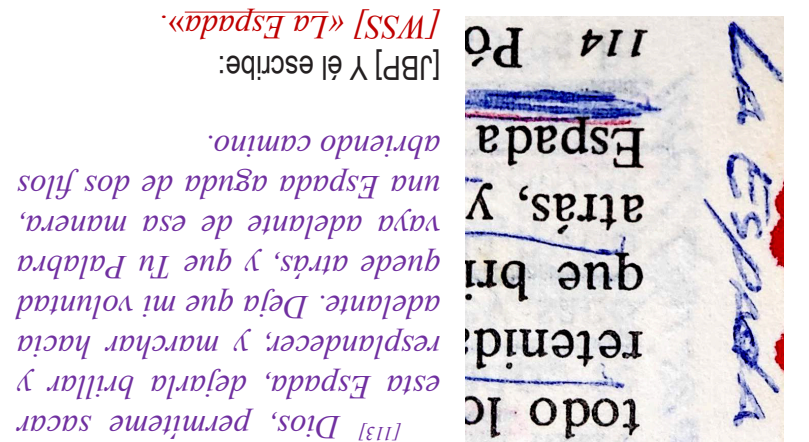 [113] Dios, permíteme sacar
esta Espada, dejarla brillar y
resplandecer, y marchar hacia
adelante. Deja que mi voluntad
quede atrás, y que Tu Palabra
vaya adelante de esa manera,
una Espada aguda de dos filos
abriendo camino.
[JBP] Y él escribe:
[WSS] «La Espada».
todo lo
retenida
que bri
atrás, y
Espada
114 Pó
La Espada